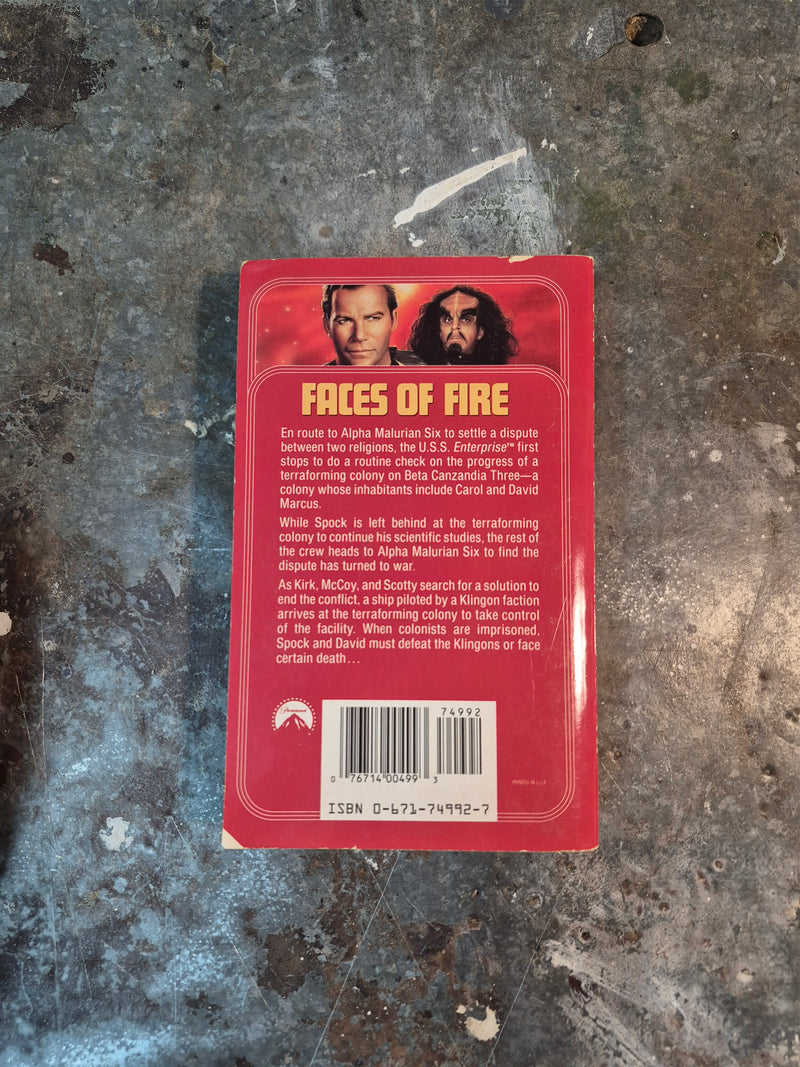 FACES OF FIRE
En route to Alpha Malurian Six to settle a dispute
between two religions, the U.S.S. Enterprise™ first
stops to do a routine check on the progress of a
terraforming colony on Beta Canzandia Three—a
colony whose inhabitants include Carol and David
Marcus.
While Spock is left behind at the terraforming
colony to continue his scientific studies, the rest of
the crew heads to Alpha Malurian Six to find the
dispute has turned to war.
As Kirk, McCoy, and Scotty search for a solution to
end the conflict, a ship piloted by a Klingon faction
arrives at the terraforming colony to take control
of the facility. When colonists are imprisoned,
Spock and David must defeat the Klingons or face
certain death...
Paramount
74992
0 76714 00499 3
PRINTED IN U.S.A.
ISBN 0-671-74992-7